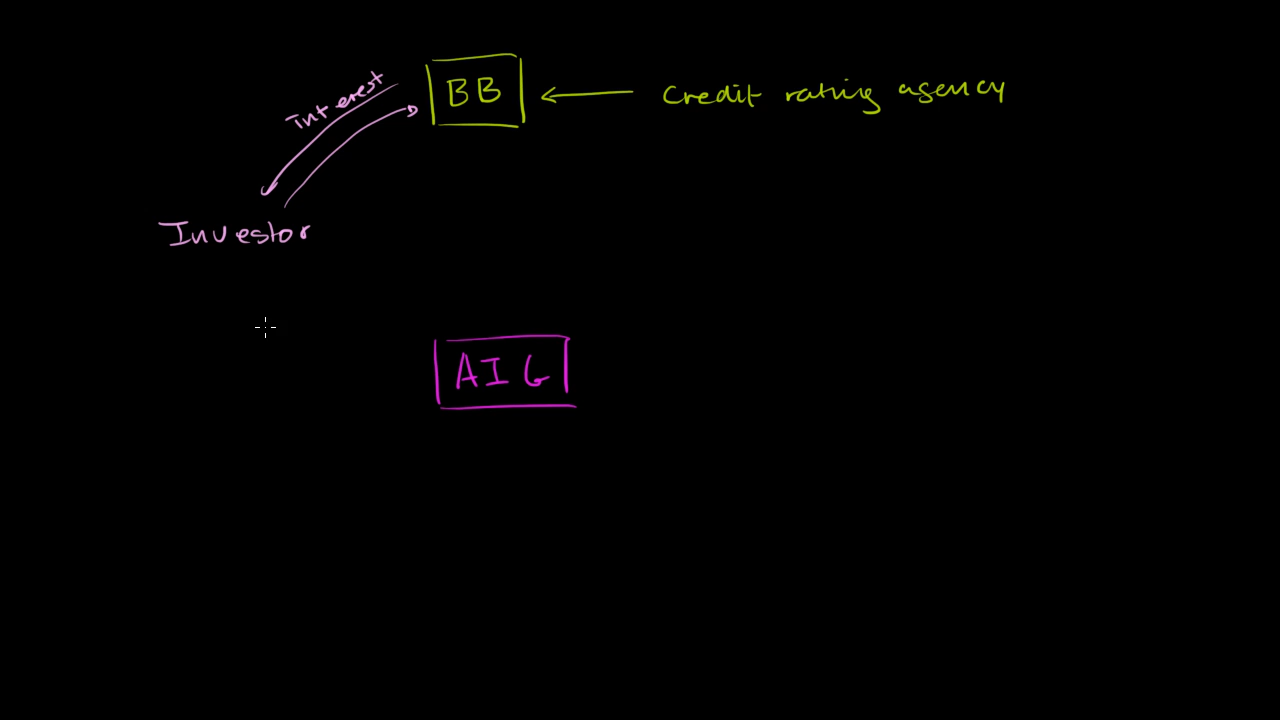 BB
Credit rating agency
Interest
Investor
AIG